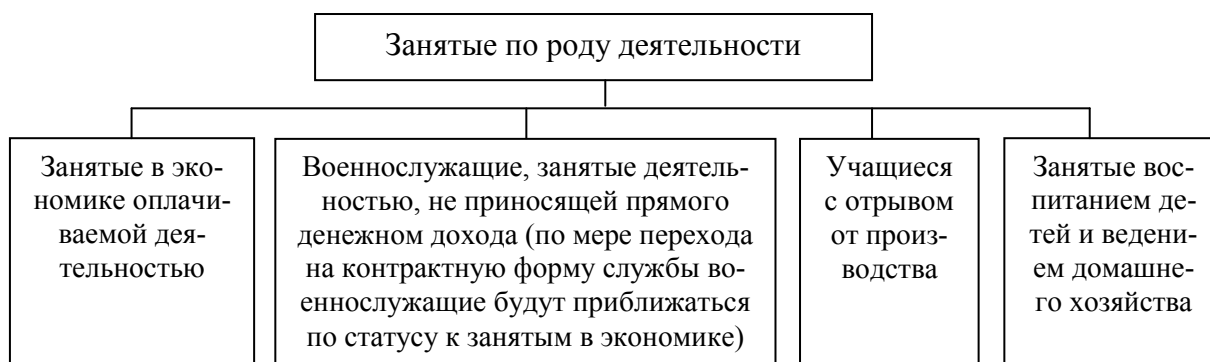 Занятые по роду деятельности
Занятые в эко-
номике оплачи-
ваемой дея-
тельностью
Военнослужащие, занятые деятель-
ностью, не приносящей прямого
денежном дохода (по мере перехода
на контрактную форму службы во-
еннослужащие будут приближаться
по статусу к занятым в экономике)
Учащиеся
с отрывом
от произ-
водства
Занятые вос-
питанием де-
тей и ведени-
ем домашне-
го хозяйства